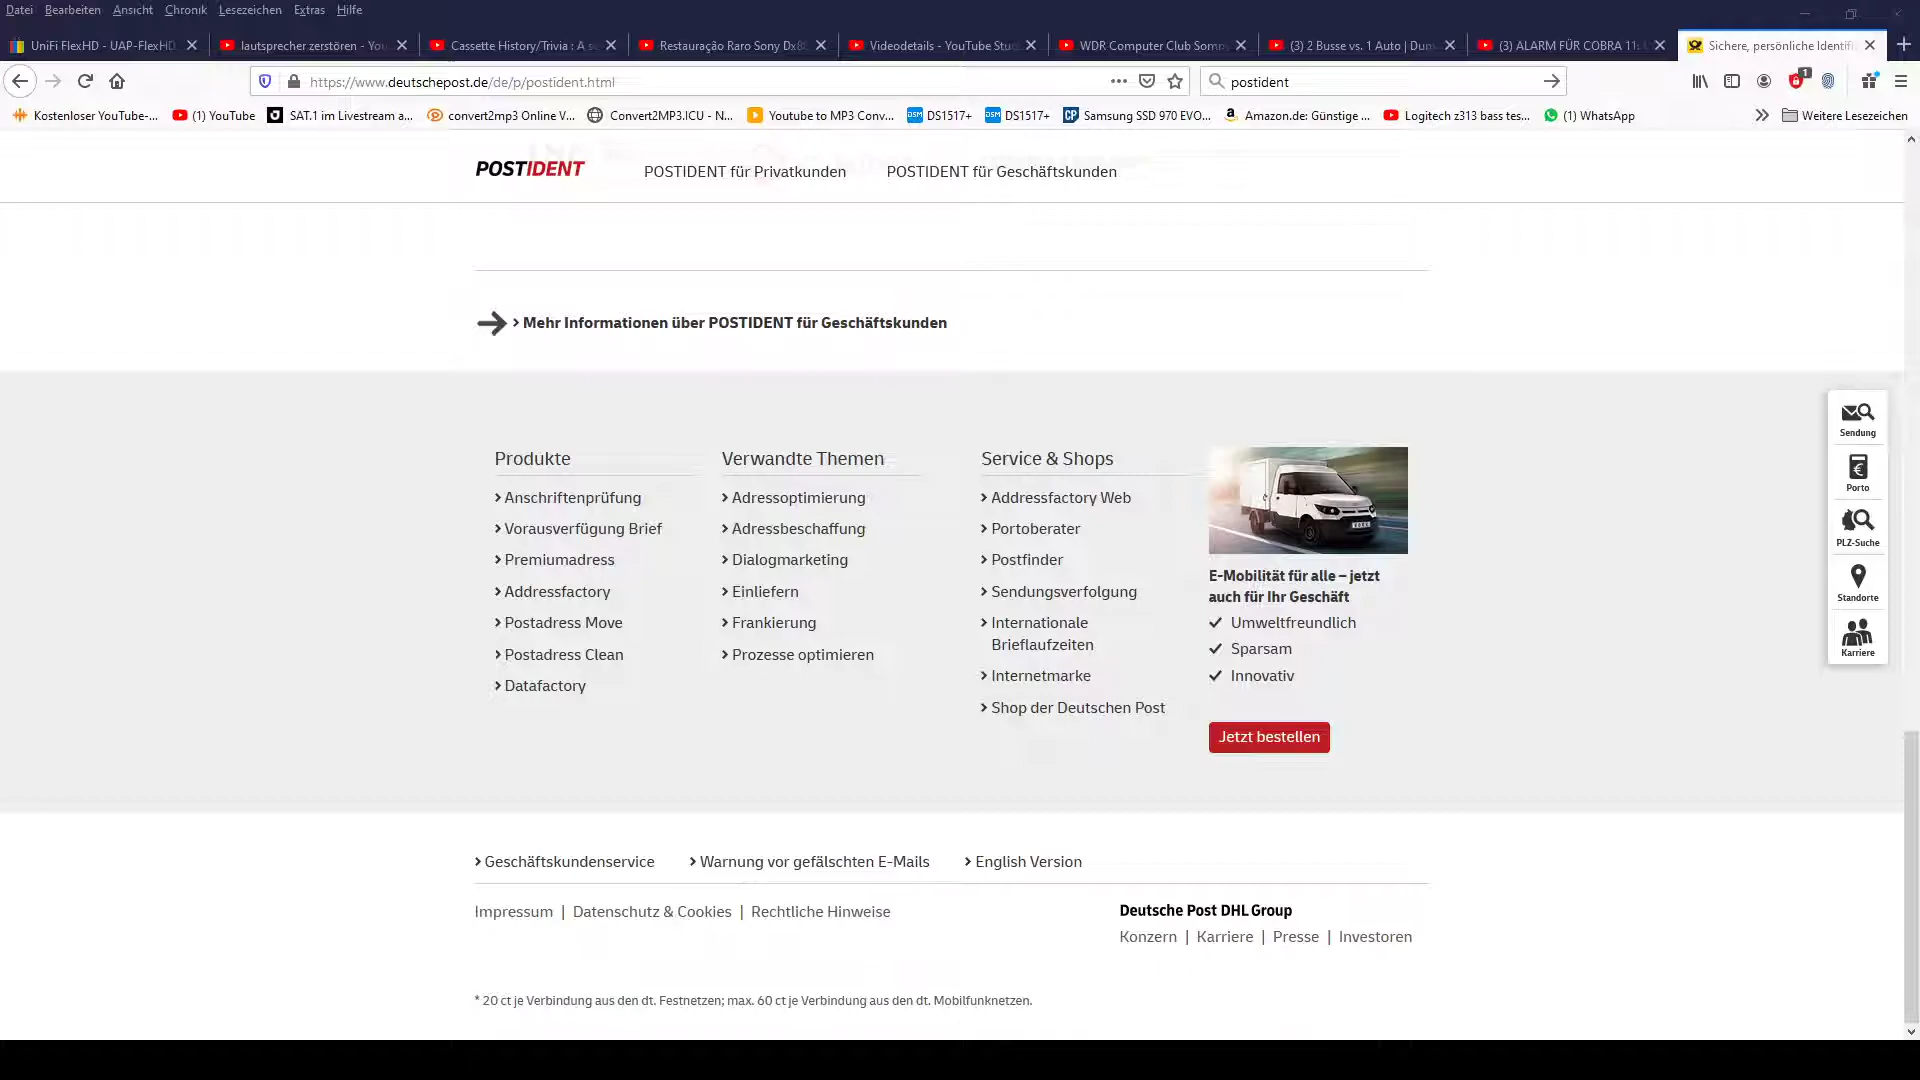 Datei Bearbeiten Ansicht Chronik Lesezeichen Extras Hilfe
UniFi FlexHD - UAP-FlexHD
lautsprecher zerstören - You
Cassette History/Trivia : A s
Restauração Raro Sony Dx8
Videodetails - YouTube Stud
WDR Computer Club
(3) 2 Busse vs. 1 Auto | Dum
(3) ALARM FÜR COBRA 11:
Sichere, persönliche Identifi
https://www.deutschepost.de/de/p/postident.html
postident
1
Kostenloser YouTube-...
(1) YouTube
SAT.1 im Livestream a...
convert2mp3 Online V...
Convert2MP3.ICU - N...
Youtube to MP3 Conv...
DSM DS1517+
DSM DS1517+
CP Samsung SSD 970 EVO...
Amazon.de: Günstige ...
Logitech z313 bass tes...
(1) WhatsApp
Weitere Lesezeichen
POSTIDENT
POSTIDENT für Privatkunden
POSTIDENT für Geschäftskunden
Mehr Informationen über POSTIDENT für Geschäftskunden
Produkte
Anschriftenprüfung
Vorausverfügung Brief
Premiumadress
Addressfactory
Postadress Move
Postadress Clean
Datafactory
Verwandte Themen
Adressoptimierung
Adressbeschaffung
Dialogmarketing
Einliefern
Frankierung
Prozesse optimieren
Service & Shops
Addressfactory Web
Portoberater
Postfinder
Sendungsverfolgung
Internationale
Brieflaufzeiten
Internetmarke
Shop der Deutschen Post
E-Mobilität für alle – jetzt
auch für Ihr Geschäft
Umweltfreundlich
Sparsam
Innovativ
Jetzt bestellen
Sendung
Porto
PLZ-Suche
Standorte
Karriere
Geschäftskundenservice
Warnung vor gefälschten E-Mails
English Version
Impressum | Datenschutz & Cookies | Rechtliche Hinweise
Deutsche Post DHL Group
Konzern | Karriere | Presse | Investoren
* 20 ct je Verbindung aus den dt. Festnetzen; max. 60 ct je Verbindung aus den dt. Mobilfunknetzen.